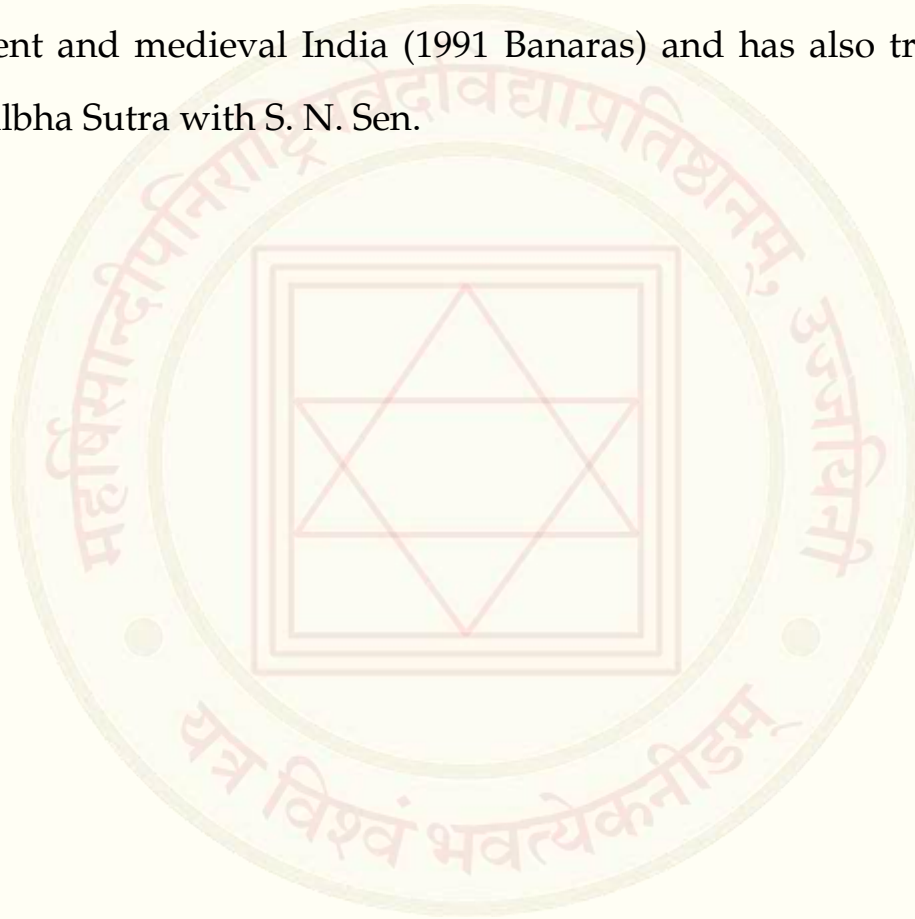 ent and medieval India (1991 Banaras) and has also tr
lbha Sutra with S. N. Sen.
महर्षिसान्दीपनिराष्ट्रियवेदविद्याप्रतिष्ठानम्, उज्जयिनी
यत्र विश्वं भवत्येकनीडम्